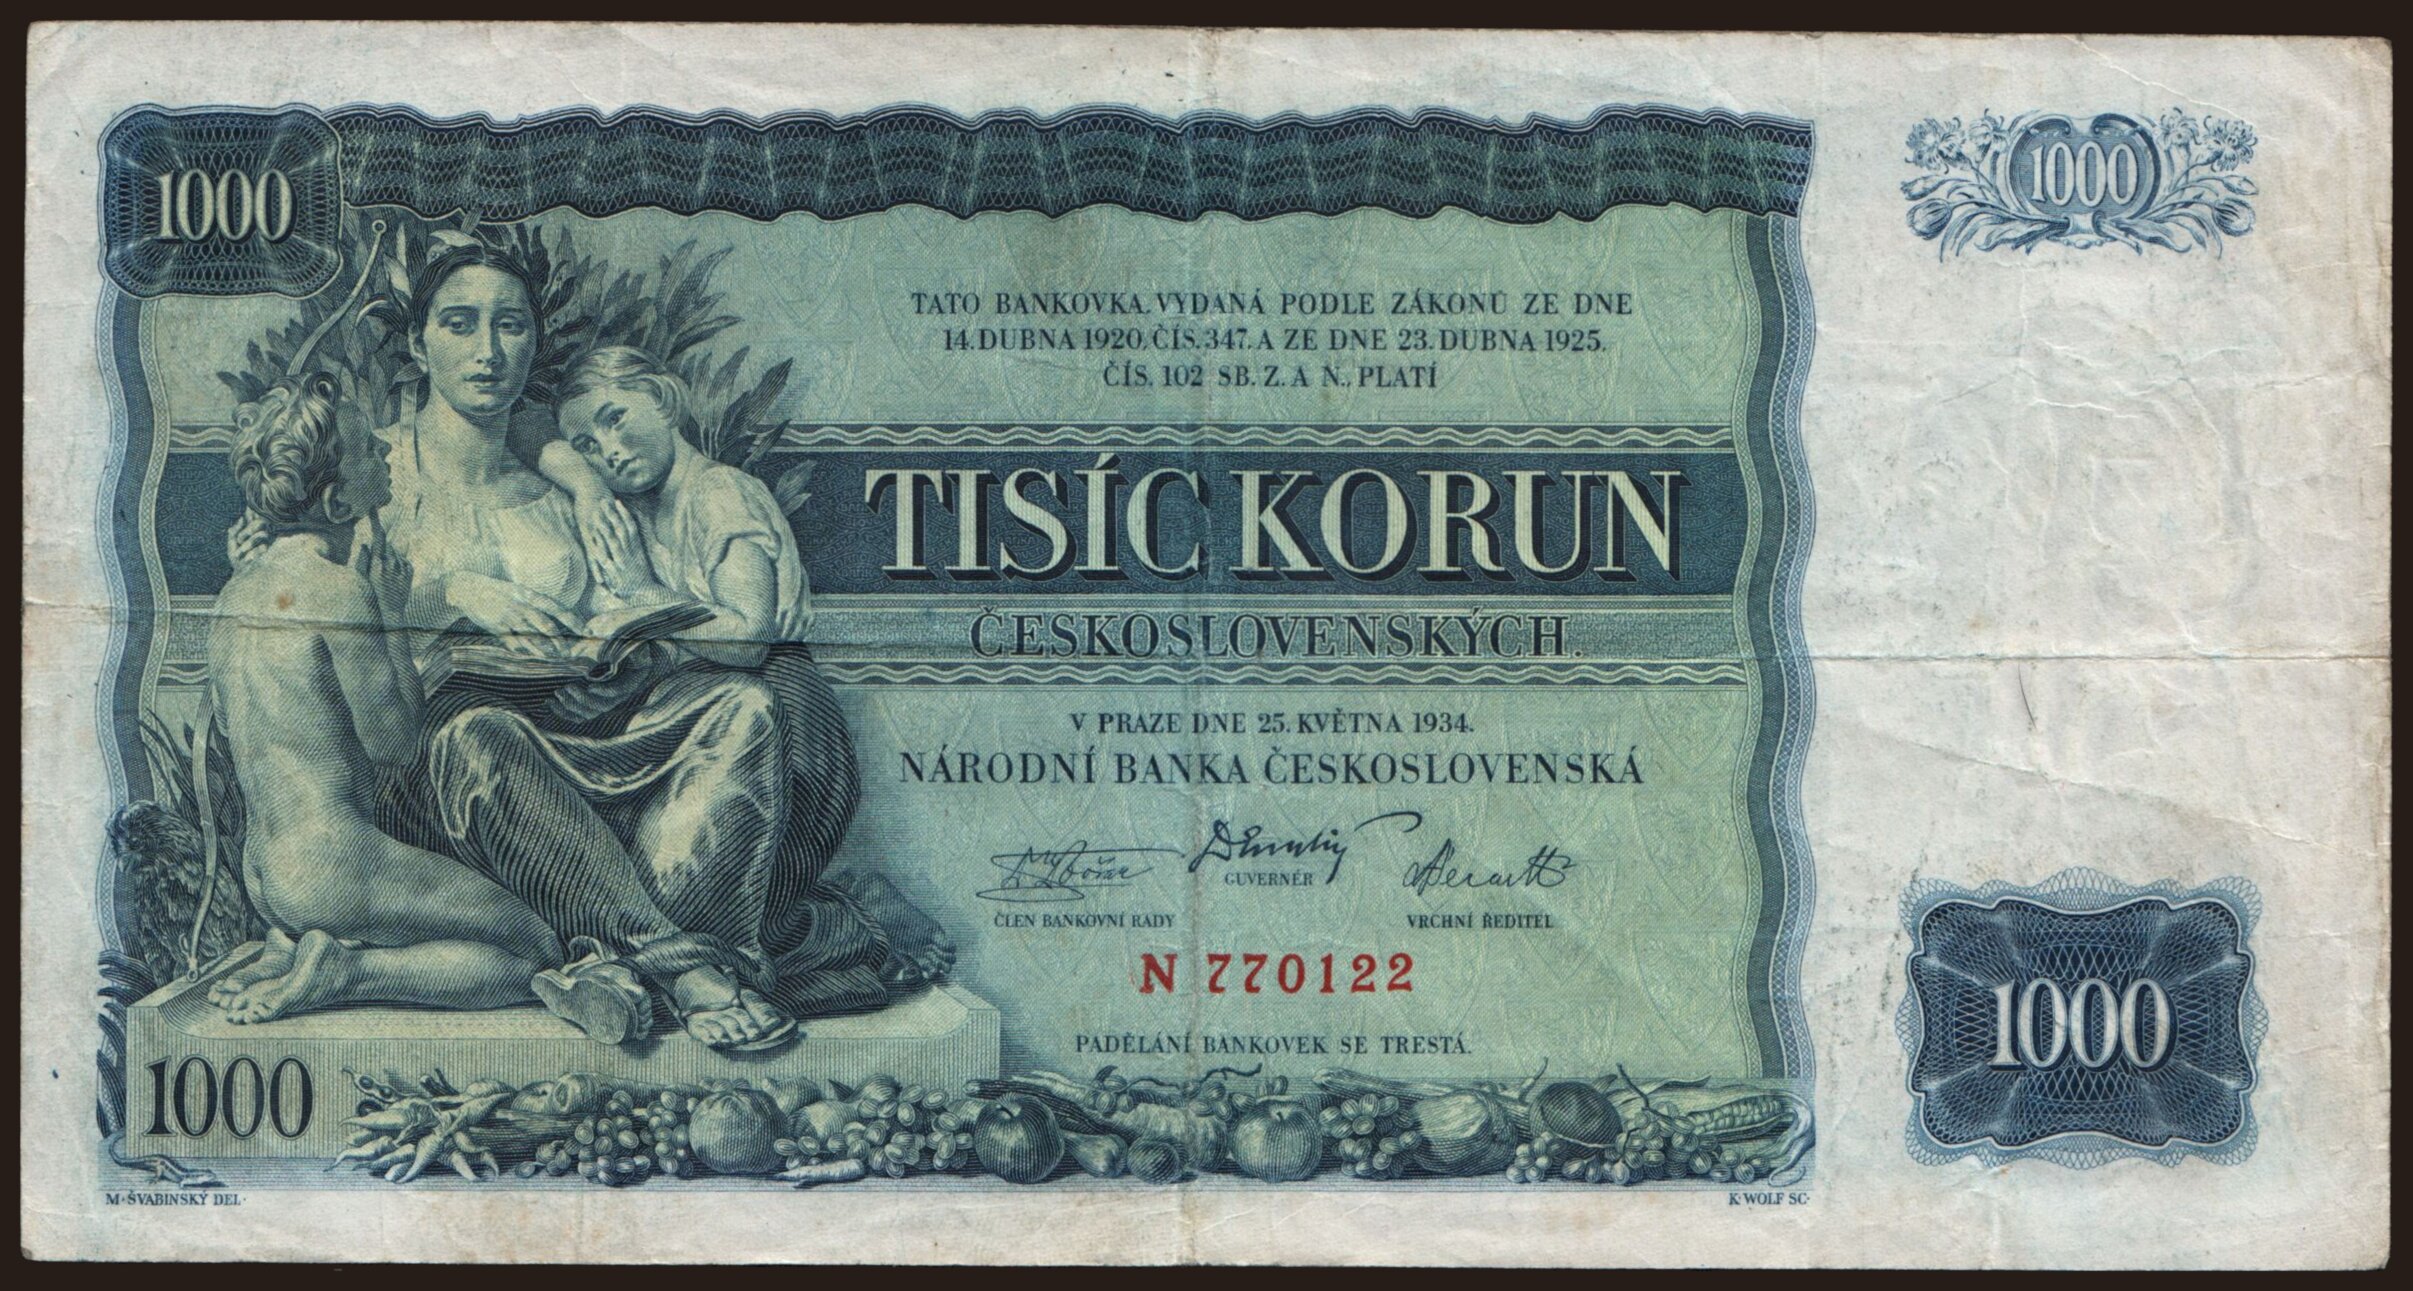 1000
1000
TATO BANKOVKA, VYDANÁ PODLE ZÁKONŮ ZE DNE
14. DUBNA 1920, ČÍS. 347. A ZE DNE 23. DUBNA 1925,
ČÍS. 102 SB. Z. A N., PLATÍ
TISÍC KORUN
ČESKOSLOVENSKÝCH.
V PRAZE DNE 25. KVĚTNA 1934.
NÁRODNÍ BANKA ČESKOSLOVENSKÁ
GUVERNÉR
ČLEN BANKOVNÍ RADY
VRCHNÍ ŘEDITEL
N 770122
PADĚLÁNÍ BANKOVEK SE TRESTÁ.
1000
1000
M·ŠVABINSKÝ DEL·
K·WOLF SC·